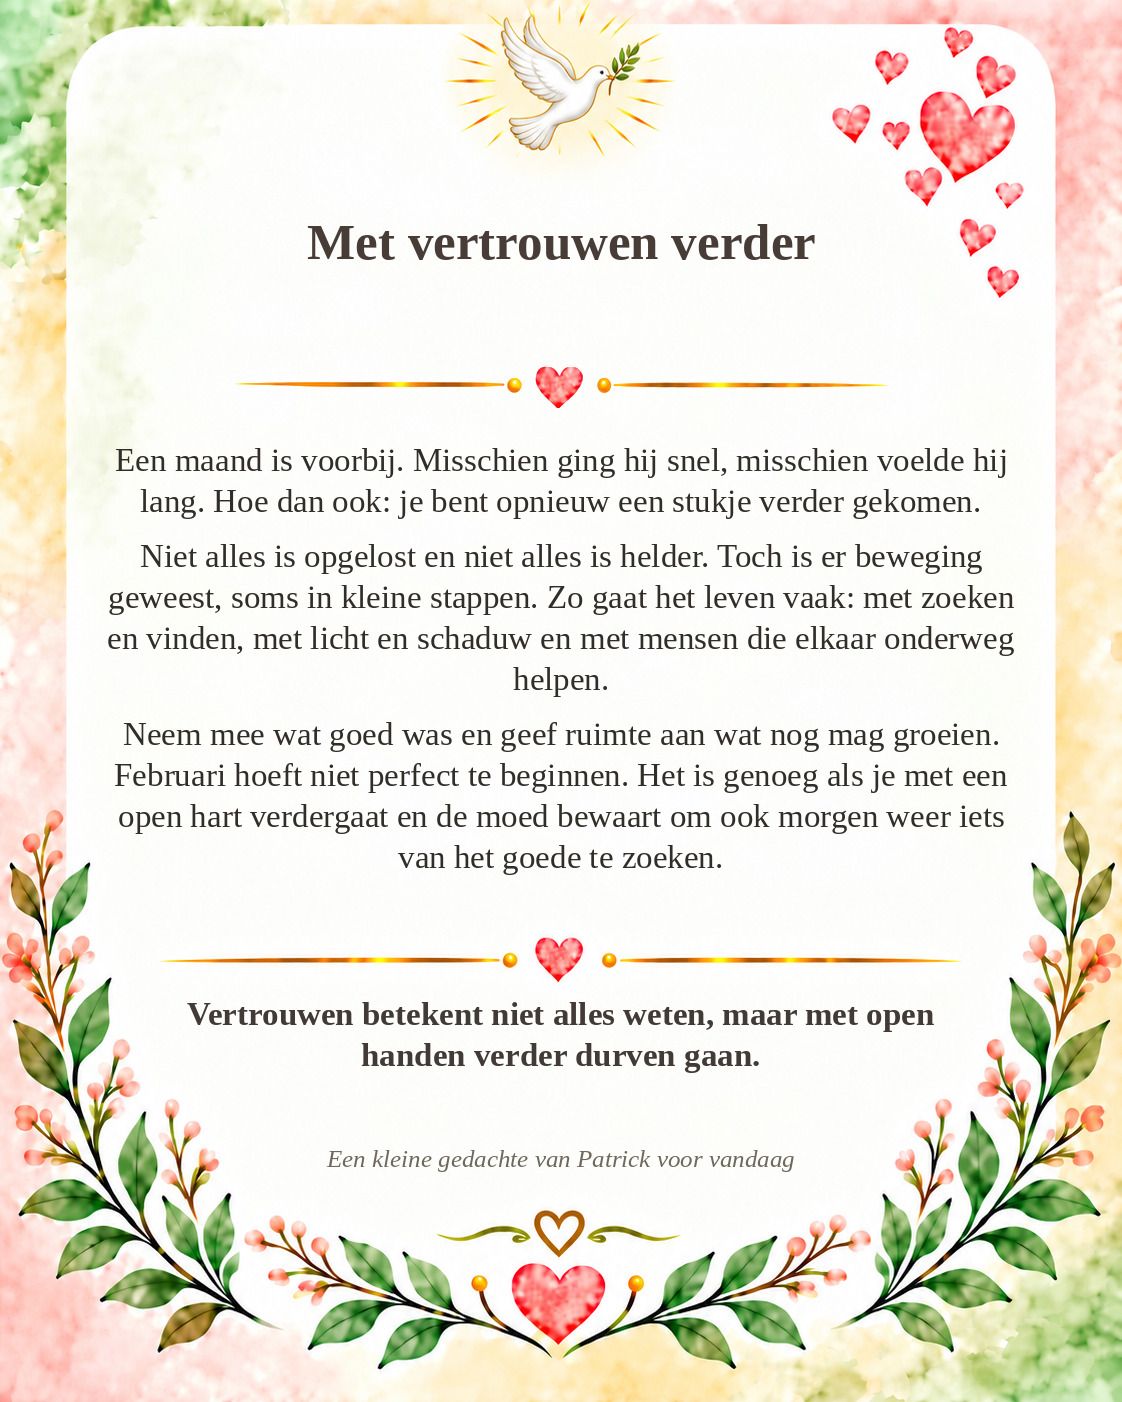 Met vertrouwen verder
Een maand is voorbij. Misschien ging hij snel, misschien voelde hij
lang. Hoe dan ook: je bent opnieuw een stukje verder gekomen.
Niet alles is opgelost en niet alles is helder. Toch is er beweging
geweest, soms in kleine stappen. Zo gaat het leven vaak: met zoeken
en vinden, met licht en schaduw en met mensen die elkaar onderweg
helpen.
Neem mee wat goed was en geef ruimte aan wat nog mag groeien.
Februari hoeft niet perfect te beginnen. Het is genoeg als je met een
open hart verdergaat en de moed bewaart om ook morgen weer iets
van het goede te zoeken.
Vertrouwen betekent niet alles weten, maar met open
handen verder durven gaan.
Een kleine gedachte van Patrick voor vandaag